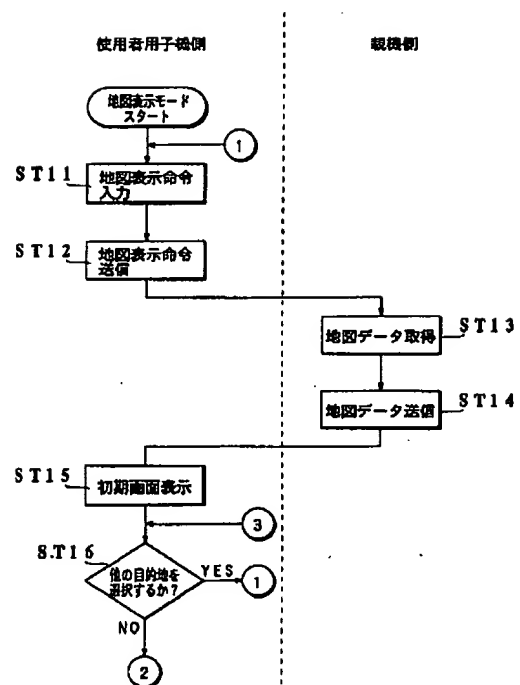 使用者用子機側
親機側
地図表示モード
スタート
1
ST11
地図表示命令
入力
ST12
地図表示命令
送信
地図データ取得
ST13
地図データ送信
ST14
ST15
初期画面表示
3
S.T16
他の目的地を
選択するか?
YES
1
NO
2